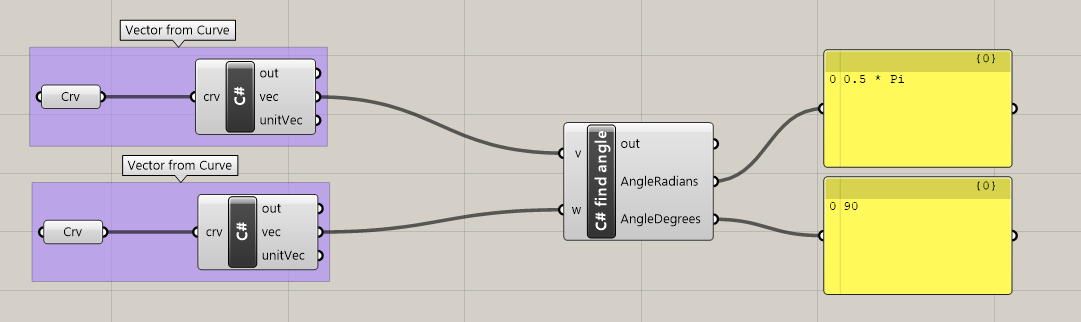 Vector from Curve
Crv
crv
C#
out
vec
unitVec
Vector from Curve
Crv
crv
C#
out
vec
unitVec
v
w
C# find angle
out
AngleRadians
AngleDegrees
{0}
0 0.5 * Pi
{0}
0 90